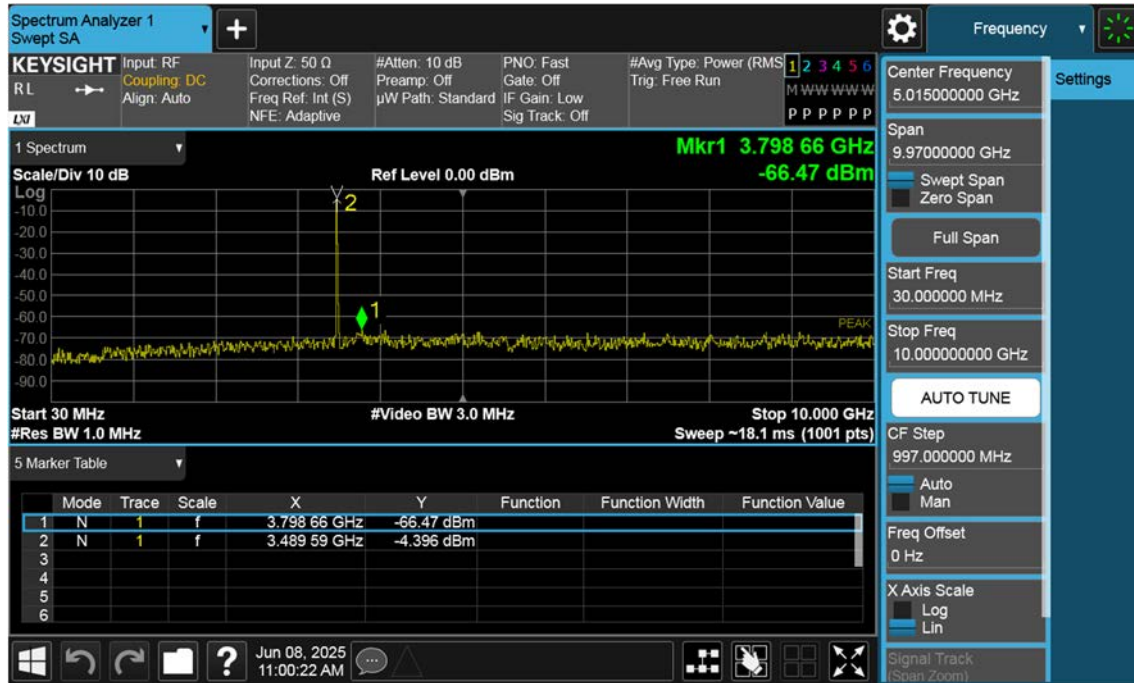 Spectrum Analyzer 1
Swept SA
+
Frequency
KEYSIGHT
RL
LXI
Input: RF
Coupling: DC
Align: Auto
Input Z: 50 Ω
Corrections: Off
Freq Ref: Int (S)
NFE: Adaptive
#Atten: 10 dB
Preamp: Off
µW Path: Standard
PNO: Fast
Gate: Off
IF Gain: Low
Sig Track: Off
#Avg Type: Power (RMS
Trig: Free Run
1 2 3 4 5 6
M W W W W W
P P P P P P
1 Spectrum
Mkr1 3.798 66 GHz
-66.47 dBm
Scale/Div 10 dB
Ref Level 0.00 dBm
Log
-10.0
-20.0
-30.0
-40.0
-50.0
-60.0
-70.0
-80.0
-90.0
2
1
PEAK
Start 30 MHz
#Video BW 3.0 MHz
Stop 10.000 GHz
#Res BW 1.0 MHz
Sweep ~18.1 ms (1001 pts)
5 Marker Table
Mode Trace Scale X Y Function Function Width Function Value
1 N 1 f 3.798 66 GHz -66.47 dBm
2 N 1 f 3.489 59 GHz -4.396 dBm
3
4
5
6
?
Jun 08, 2025
11:00:22 AM
Center Frequency
5.015000000 GHz
Settings
Span
9.97000000 GHz
Swept Span
Zero Span
Full Span
Start Freq
30.000000 MHz
Stop Freq
10.000000000 GHz
AUTO TUNE
CF Step
997.000000 MHz
Auto
Man
Freq Offset
0 Hz
X Axis Scale
Log
Lin
Signal Track
(Span Zoom)